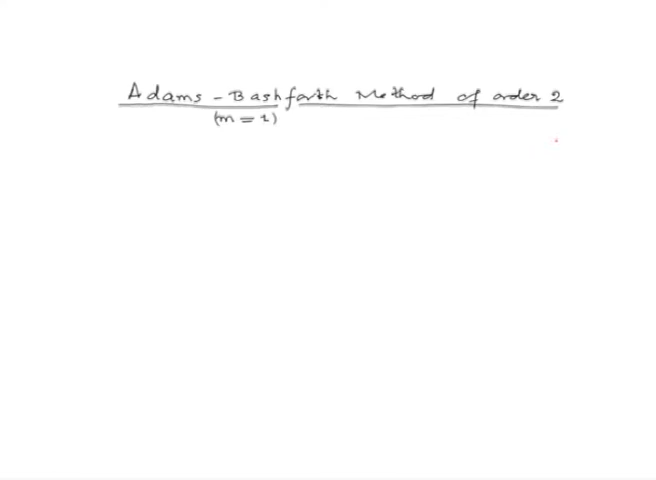 Adams - Bashforth Method of order 2
(m = 1)